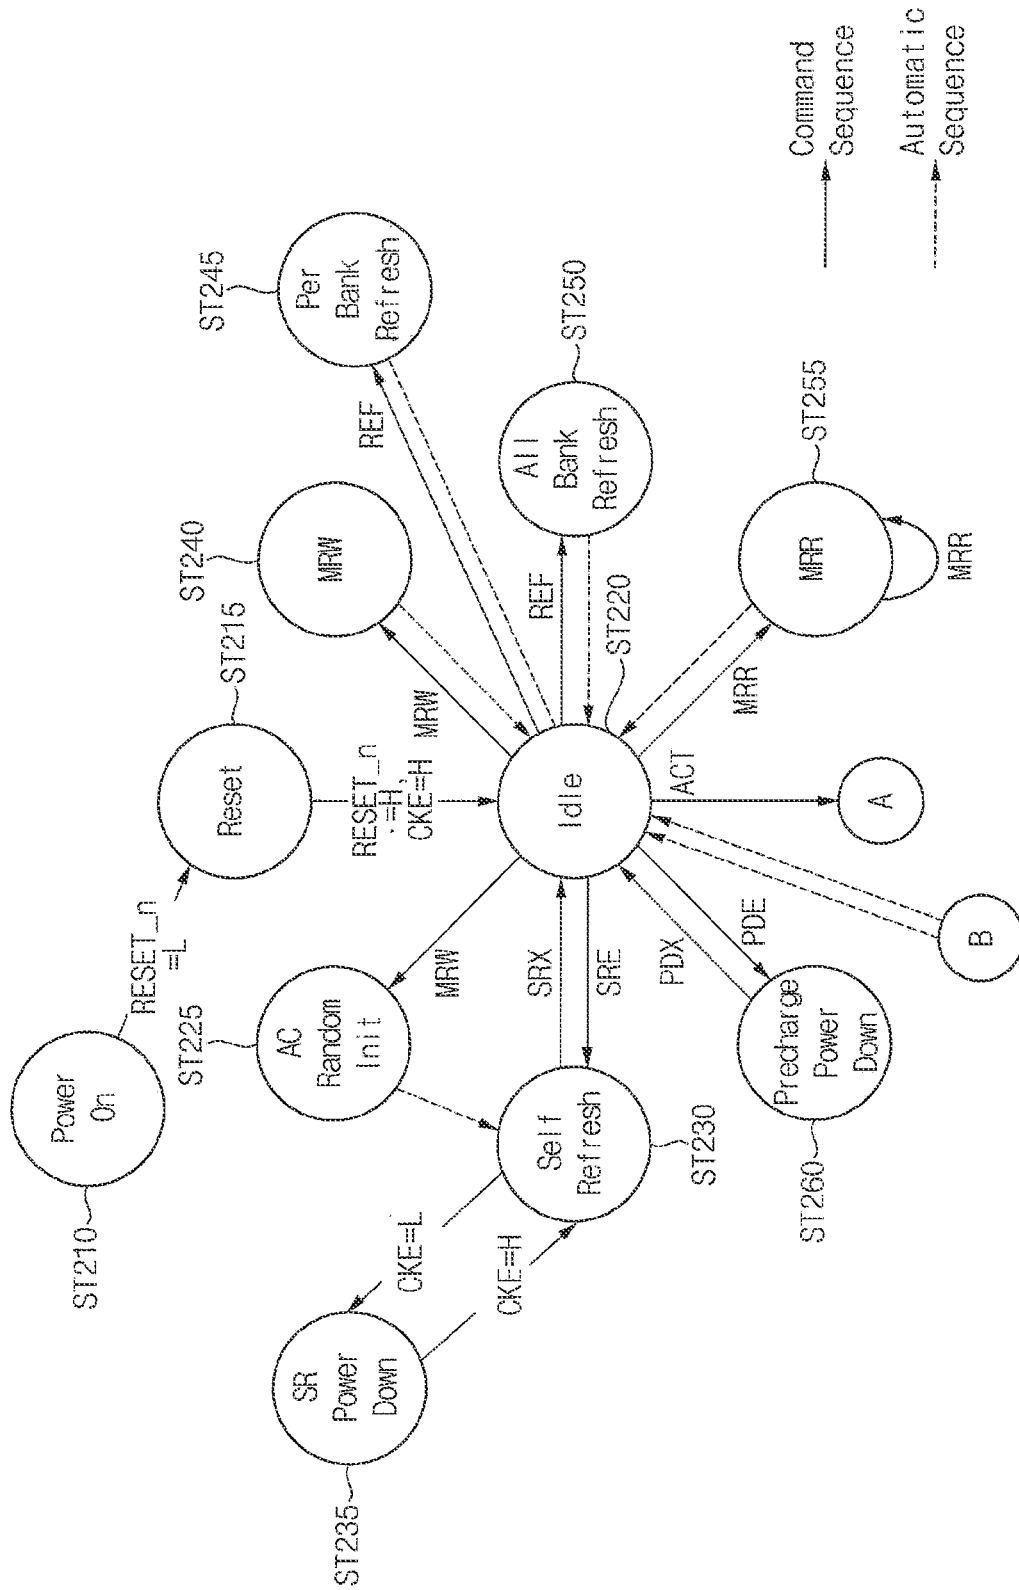 ST210
Power
On
RESET_n
=L
ST215
Reset
RESET_n
=H,
CKE=H
ST225
AC
Random
Init
MRW
ST240
MRW
MRW
ST245
Per
Bank
Refresh
REF
ST235
SR
Power
Down
CKE=L
CKE=H
ST230
Self
Refresh
SRX
SRE
ST220
Idle
REF
ST250
All
Bank
Refresh
ST260
Precharge
Power
Down
PDX
PDE
ACT
A
B
MRR
ST255
MRR
MRR
Command
Sequence
Automatic
Sequence